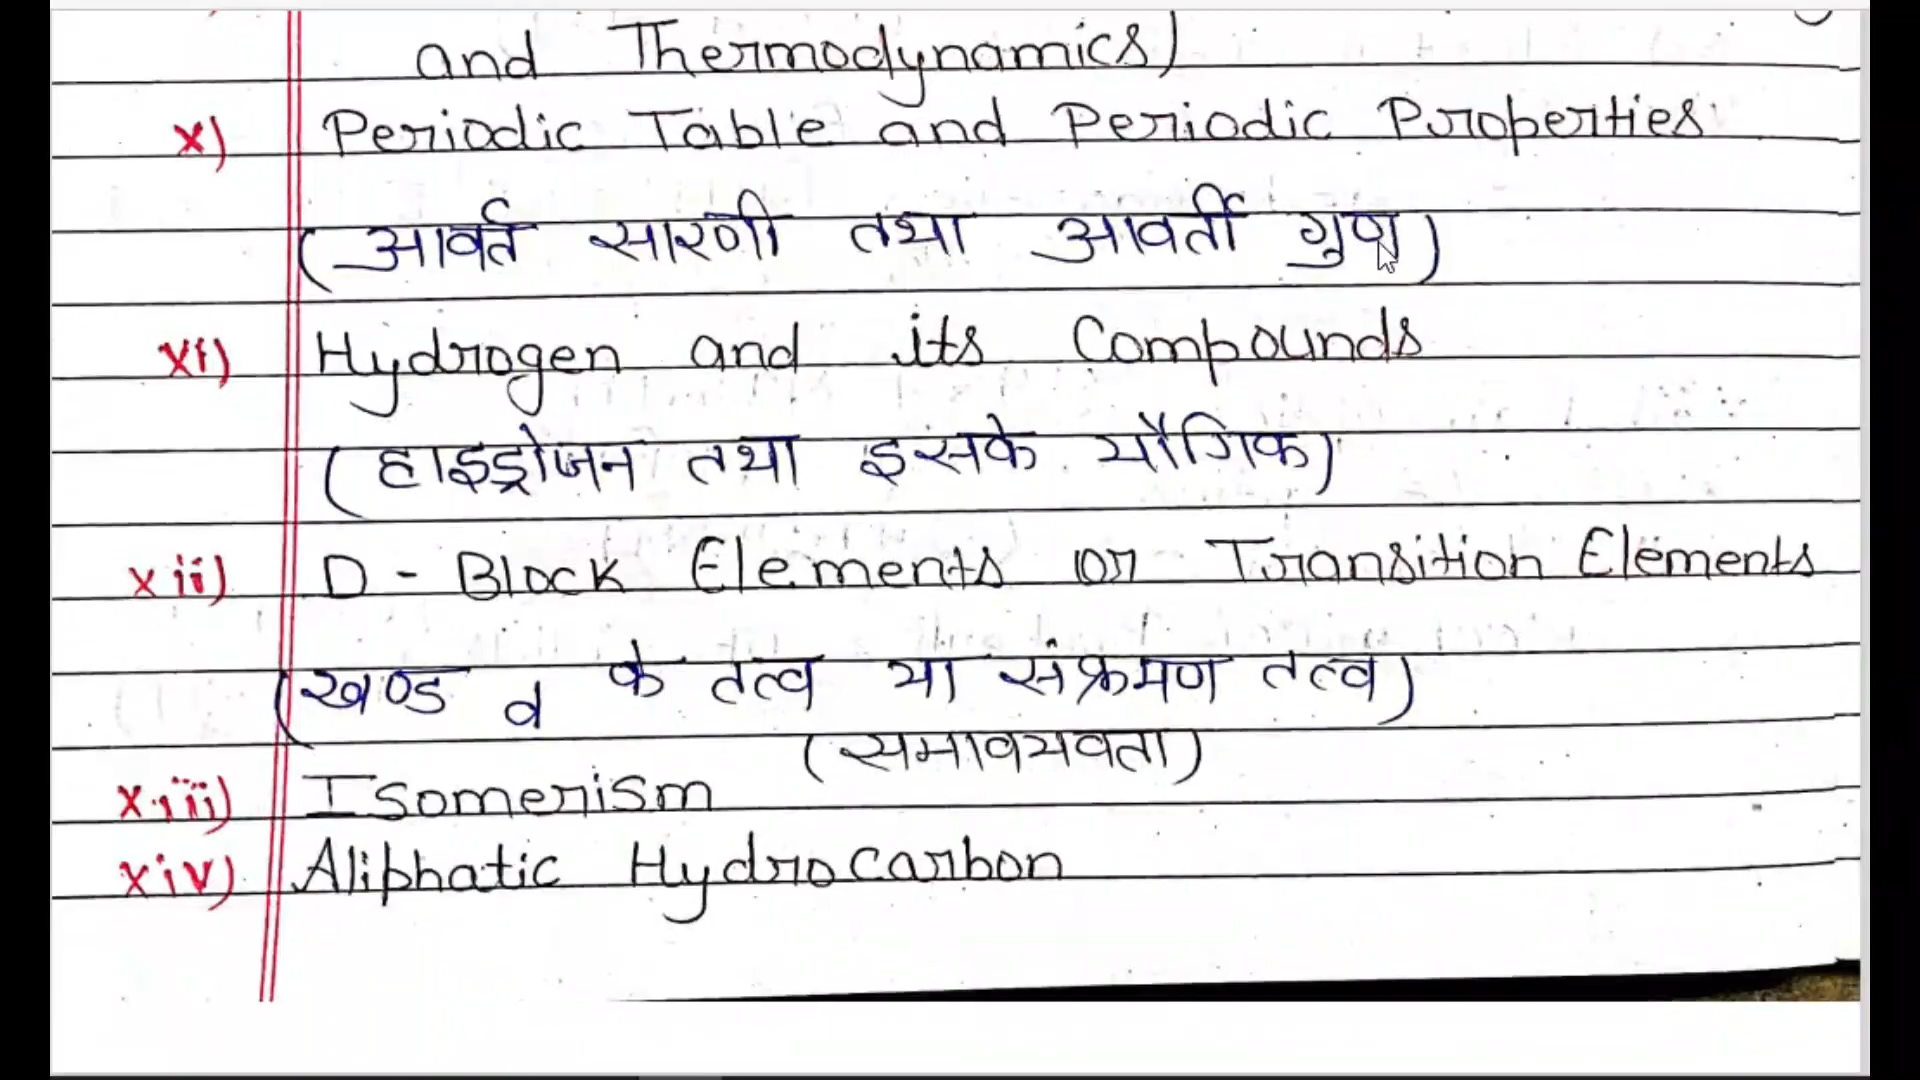 and Thermodynamics)
x) Periodic Table and Periodic Properties
(आवर्त सारणी तथा आवर्ती गुण)
xi) Hydrogen and its Compounds
(हाइड्रोजन तथा इसके यौगिक)
xii) D - Block Elements or Transition Elements
(खण्ड d के तत्व या संक्रमण तत्व)
(समावयवता)
xiii) Isomerism
xiv) Aliphatic Hydrocarbon